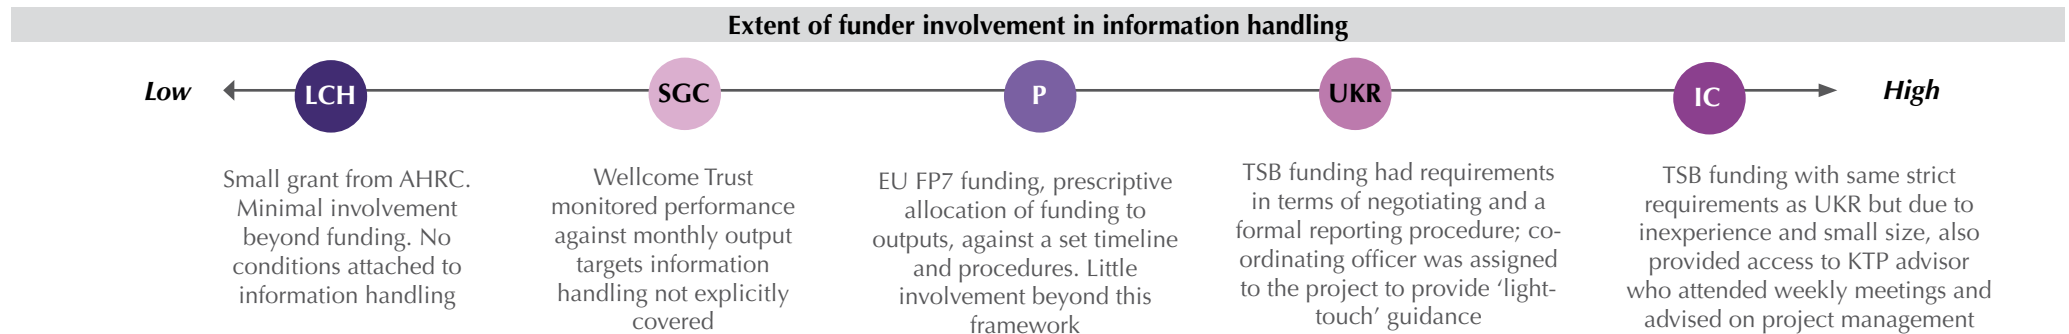 Extent of funder involvement in information handling
Low
LCH
SGC
P
UKR
IC
High
Small grant from AHRC.
Minimal involvement
beyond funding. No
conditions attached to
information handling
Wellcome Trust
monitored performance
against monthly output
targets information
handling not explicitly
covered
EU FP7 funding, prescriptive
allocation of funding to
outputs, against a set timeline
and procedures. Little
involvement beyond this
framework
TSB funding had requirements
in terms of negotiating and a
formal reporting procedure; co-
ordinating officer was assigned
to the project to provide ‘light-
touch’ guidance
TSB funding with same strict
requirements as UKR but due to
inexperience and small size, also
provided access to KTP advisor
who attended weekly meetings and
advised on project management